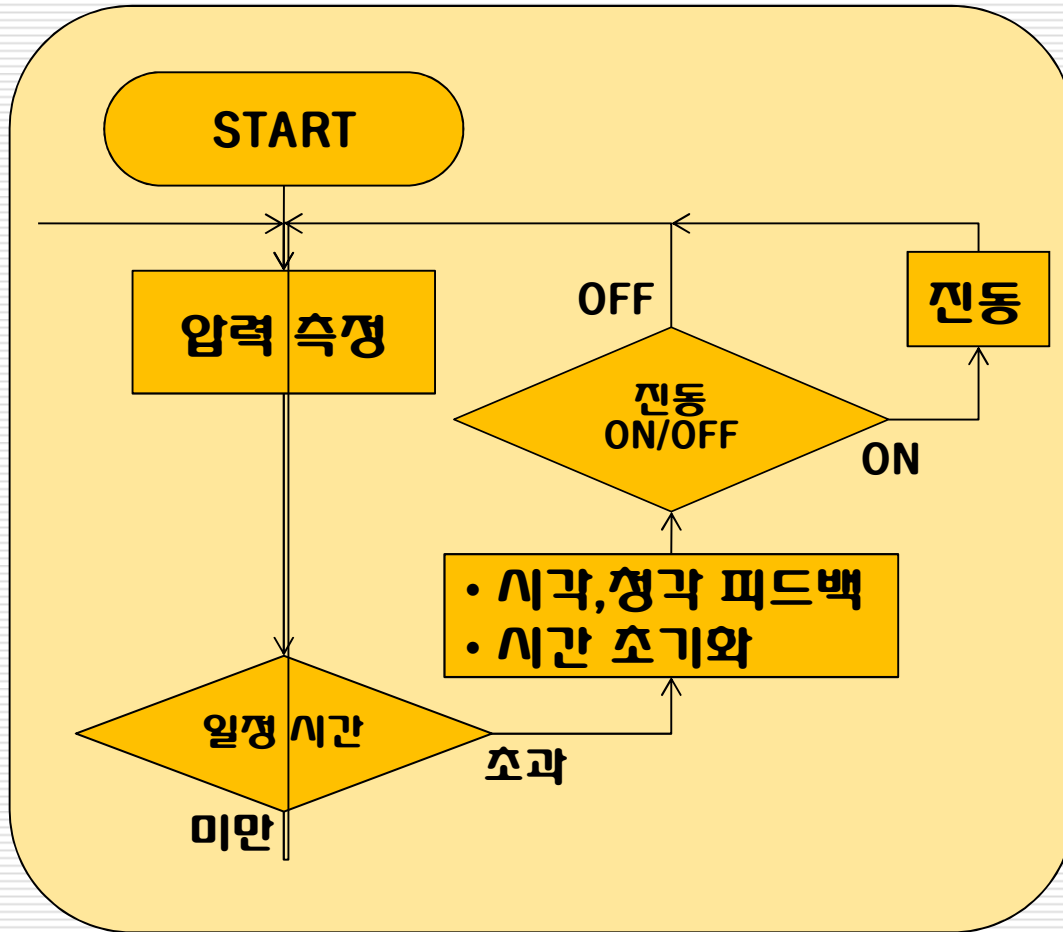 START
압력 측정
일정 시간
미만
초과
• 시각,청각 피드백
• 시간 초기화
진동
ON/OFF
OFF
ON
진동